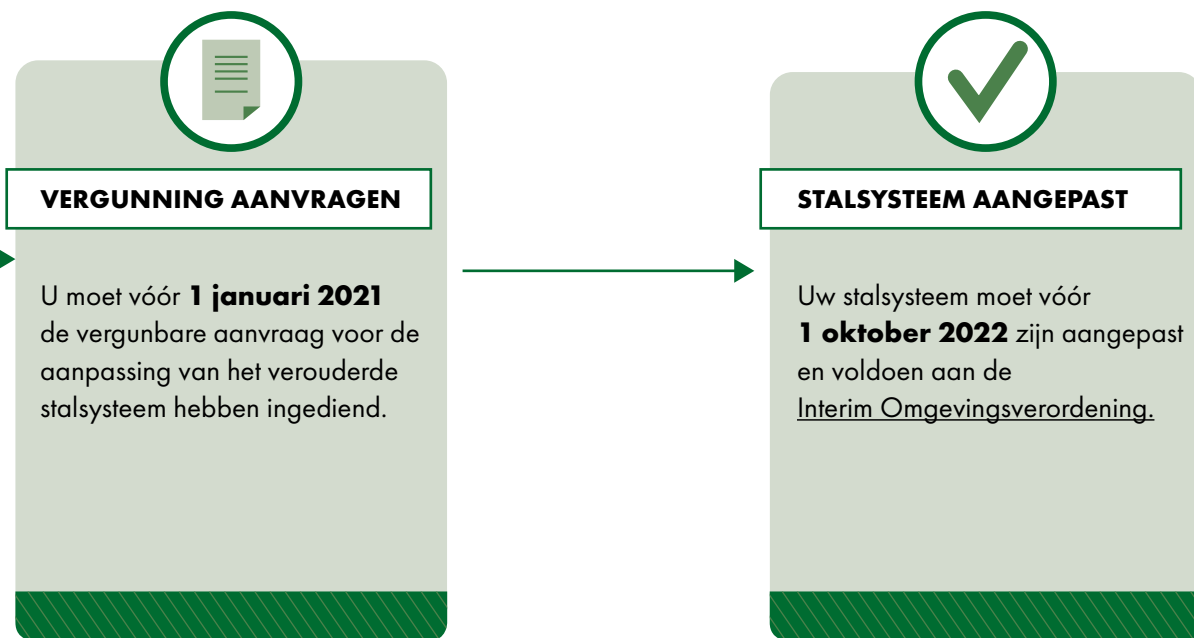 VERGUNNING AANVRAGEN
U moet vóór 1 januari 2021
de vergunbare aanvraag voor de
aanpassing van het verouderde
stalsysteem hebben ingediend.
STALSYSTEEM AANGEPAST
Uw stalsysteem moet vóór
1 oktober 2022 zijn aangepast
en voldoen aan de
Interim Omgevingsverordening.